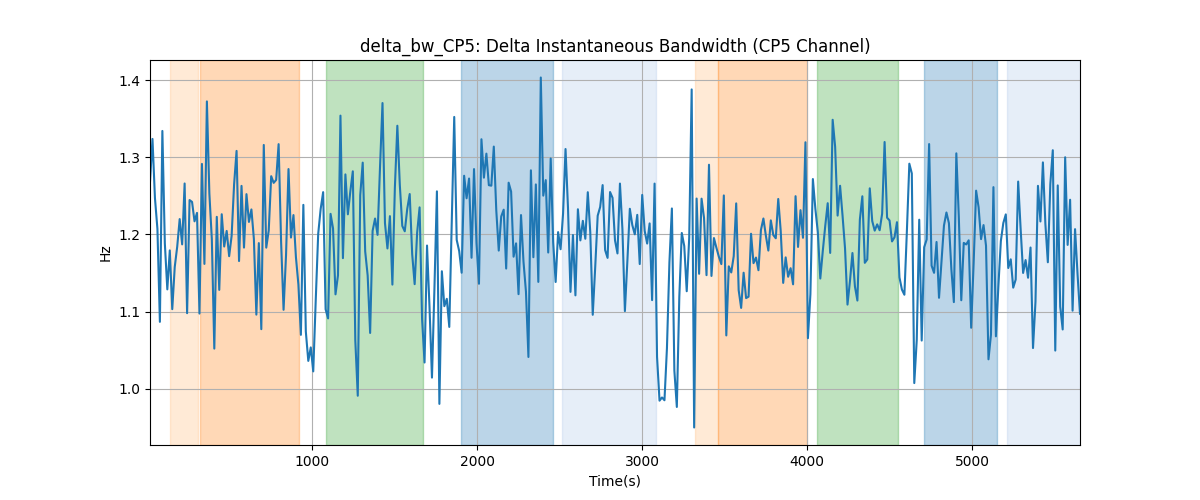 delta_bw_CP5: Delta Instantaneous Bandwidth (CP5 Channel)
1.4
1.3
1.2
1.1
1.0
Hz
1000 2000 3000 4000 5000
Time(s)